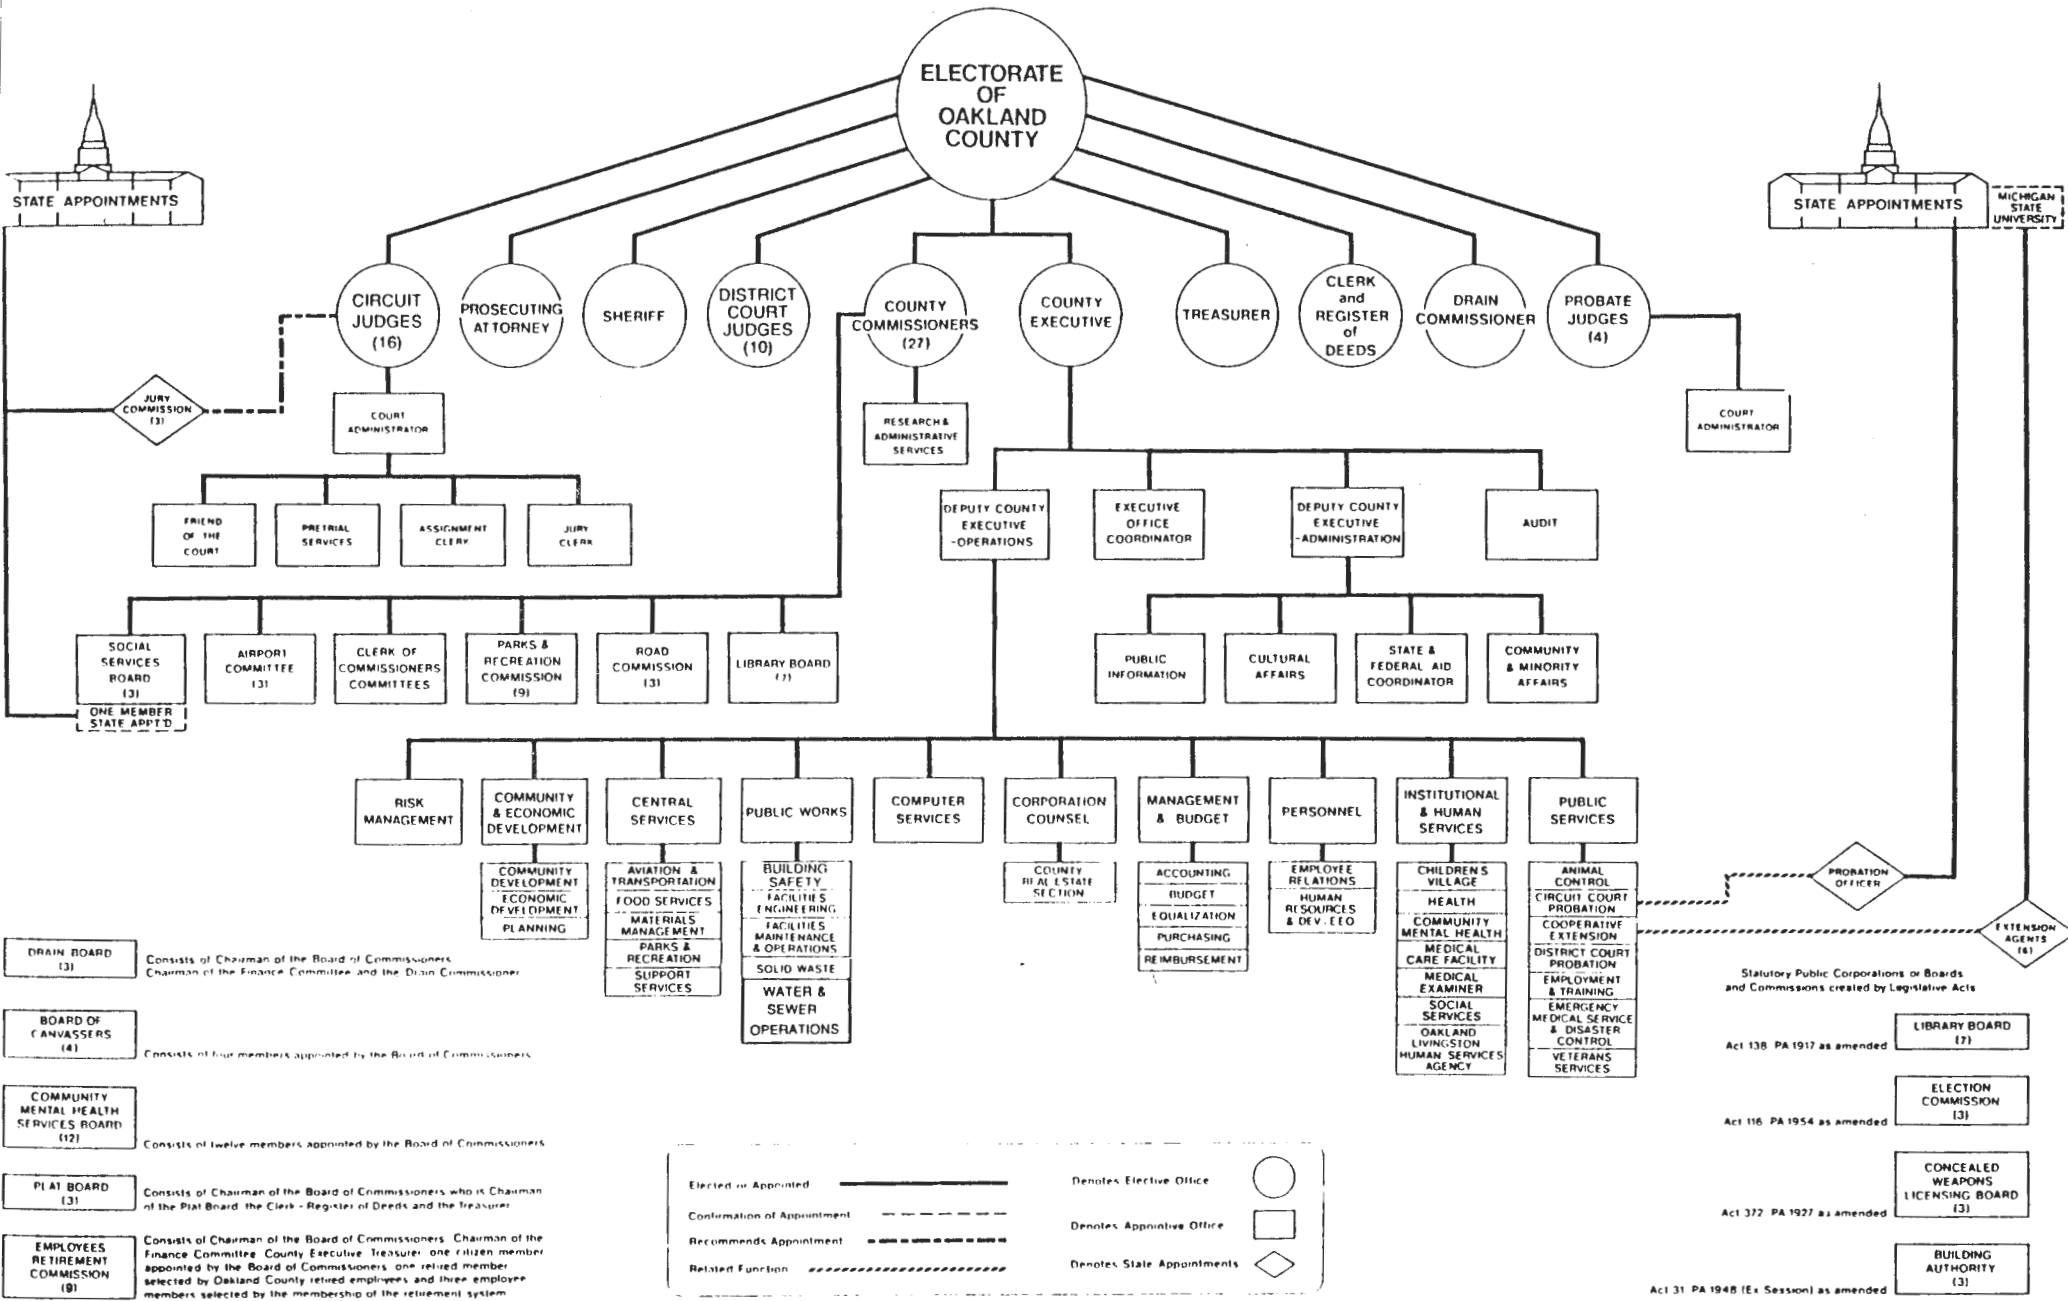 ELECTORATE
OF
OAKLAND
COUNTY
STATE APPOINTMENTS
STATE APPOINTMENTS
MICHIGAN
STATE
UNIVERSITY
CIRCUIT
JUDGES
(16)
PROSECUTING
ATTORNEY
SHERIFF
DISTRICT
COURT
JUDGES
(10)
COUNTY
COMMISSIONERS
(27)
COUNTY
EXECUTIVE
TREASURER
CLERK
and
REGISTER
of
DEEDS
DRAIN
COMMISSIONER
PROBATE
JUDGES
(4)
JURY
COMMISSION
(3)
COURT
ADMINISTRATOR
RESEARCH &
ADMINISTRATIVE
SERVICES
COURT
ADMINISTRATOR
FRIEND
OF THE
COURT
PRETRIAL
SERVICES
ASSIGNMENT
CLERK
JURY
CLERK
DEPUTY COUNTY
EXECUTIVE
-OPERATIONS
EXECUTIVE
OFFICE
COORDINATOR
DEPUTY COUNTY
EXECUTIVE
-ADMINISTRATION
AUDIT
SOCIAL
SERVICES
BOARD
(3)
ONE MEMBER
STATE APPT'D
AIRPORT
COMMITTEE
(3)
CLERK OF
COMMISSIONERS
COMMITTEES
PARKS &
RECREATION
COMMISSION
(9)
ROAD
COMMISSION
(3)
LIBRARY BOARD
(7)
PUBLIC
INFORMATION
CULTURAL
AFFAIRS
STATE &
FEDERAL AID
COORDINATOR
COMMUNITY
& MINORITY
AFFAIRS
RISK
MANAGEMENT
COMMUNITY
& ECONOMIC
DEVELOPMENT
CENTRAL
SERVICES
PUBLIC WORKS
COMPUTER
SERVICES
CORPORATION
COUNSEL
MANAGEMENT
& BUDGET
PERSONNEL
INSTITUTIONAL
& HUMAN
SERVICES
PUBLIC
SERVICES
COMMUNITY
DEVELOPMENT
ECONOMIC
DEVELOPMENT
PLANNING
AVIATION &
TRANSPORTATION
FOOD SERVICES
MATERIALS
MANAGEMENT
PARKS &
RECREATION
SUPPORT
SERVICES
BUILDING
SAFETY
FACILITIES
ENGINEERING
FACILITIES
MAINTENANCE
& OPERATIONS
SOLID WASTE
WATER &
SEWER
OPERATIONS
COUNTY
REAL ESTATE
SECTION
ACCOUNTING
BUDGET
EQUALIZATION
PURCHASING
REIMBURSEMENT
EMPLOYEE
RELATIONS
HUMAN
RESOURCES
& DEV-EEO
CHILDRENS
VILLAGE
HEALTH
COMMUNITY
MENTAL HEALTH
MEDICAL
CARE FACILITY
MEDICAL
EXAMINER
SOCIAL
SERVICES
OAKLAND
LIVINGSTON
HUMAN SERVICES
AGENCY
ANIMAL
CONTROL
CIRCUIT COURT
PROBATION
COOPERATIVE
EXTENSION
DISTRICT COURT
PROBATION
EMPLOYMENT
& TRAINING
EMERGENCY
MEDICAL SERVICE
& DISASTER
CONTROL
VETERANS
SERVICES
PROBATION
OFFICER
EXTENSION
AGENTS
(6)
DRAIN BOARD
(3)
Consists of Chairman of the Board of Commissioners
Chairman of the Finance Committee and the Drain Commissioner
BOARD OF
CANVASSERS
(4)
Consists of four members appointed by the Board of Commissioners
COMMUNITY
MENTAL HEALTH
SERVICES BOARD
(12)
Consists of twelve members appointed by the Board of Commissioners
PLAT BOARD
(3)
Consists of Chairman of the Board of Commissioners who is Chairman
of the Plat Board the Clerk - Register of Deeds and the Treasurer
EMPLOYEES
RETIREMENT
COMMISSION
(9)
Consists of Chairman of the Board of Commissioners Chairman of the
Finance Committee County Executive Treasurer one citizen member
appointed by the Board of Commissioners one retired member
selected by Oakland County retired employees and three employee
members selected by the membership of the retirement system
Elected or Appointed
Confirmation of Appointment
Recommends Appointment
Related Function
Denotes Elective Office
Denotes Appointive Office
Denotes State Appointments
Statutory Public Corporations or Boards
and Commissions created by Legislative Acts
Act 138 PA 1917 as amended
LIBRARY BOARD
(7)
Act 116 PA 1954 as amended
ELECTION
COMMISSION
(3)
Act 372 PA 1927 as amended
CONCEALED
WEAPONS
LICENSING BOARD
(3)
Act 31 PA 1948 (Ex Session) as amended
BUILDING
AUTHORITY
(3)